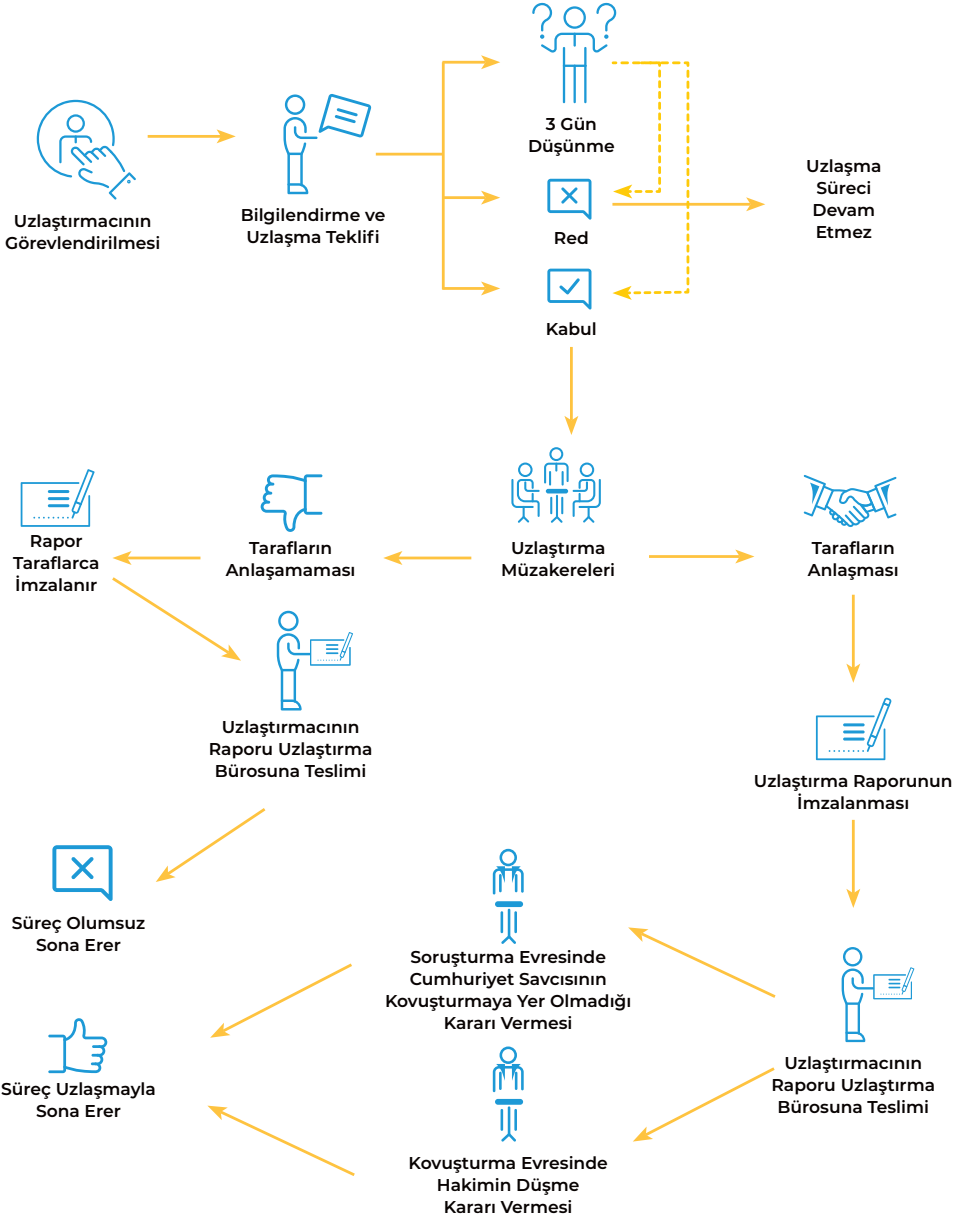 3 Gün
Düşünme
Uzlaştırmacının
Görevlendirilmesi
Bilgilendirme ve
Uzlaşma Teklifi
Red
Uzlaşma
Süreci
Devam
Etmez
Kabul
Rapor
Taraflarca
İmzalanır
Tarafların
Anlaşamaması
Uzlaştırma
Müzakereleri
Tarafların
Anlaşması
Uzlaştırmacının
Raporu Uzlaştırma
Bürosuna Teslimi
Uzlaştırma Raporunun
İmzalanması
Süreç Olumsuz
Sona Erer
Soruşturma Evresinde
Cumhuriyet Savcısının
Kovuşturmaya Yer Olmadığı
Kararı Vermesi
Uzlaştırmacının
Raporu Uzlaştırma
Bürosuna Teslimi
Süreç Uzlaşmayla
Sona Erer
Kovuşturma Evresinde
Hakimin Düşme
Kararı Vermesi